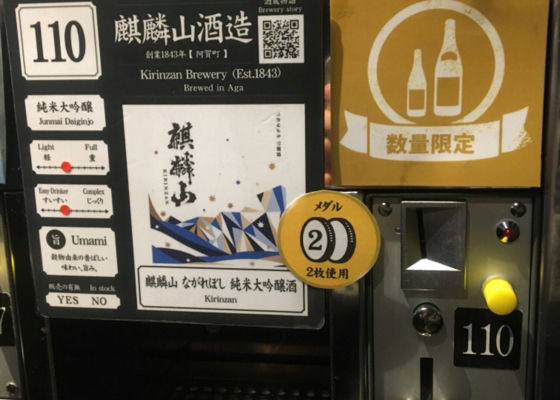 110
麒麟山酒造
酒蔵物語
Brewery story
創業1843年【阿賀町】
Kirinzan Brewery (Est.1843)
Brewed in Aga
純米大吟醸
Junmai Daiginjo
Light Full
軽 重
Easy Drinker Complex
すいすい じっくり
旨 Umami
穀物由来の香ばしい
味わい、旨み。
販売の有無 In stock
YES NO
麒麟山
KIRINZAN
麒麟山 ながれぼし 純米大吟醸酒
Kirinzan
数量限定
メダル
2
2枚使用
110